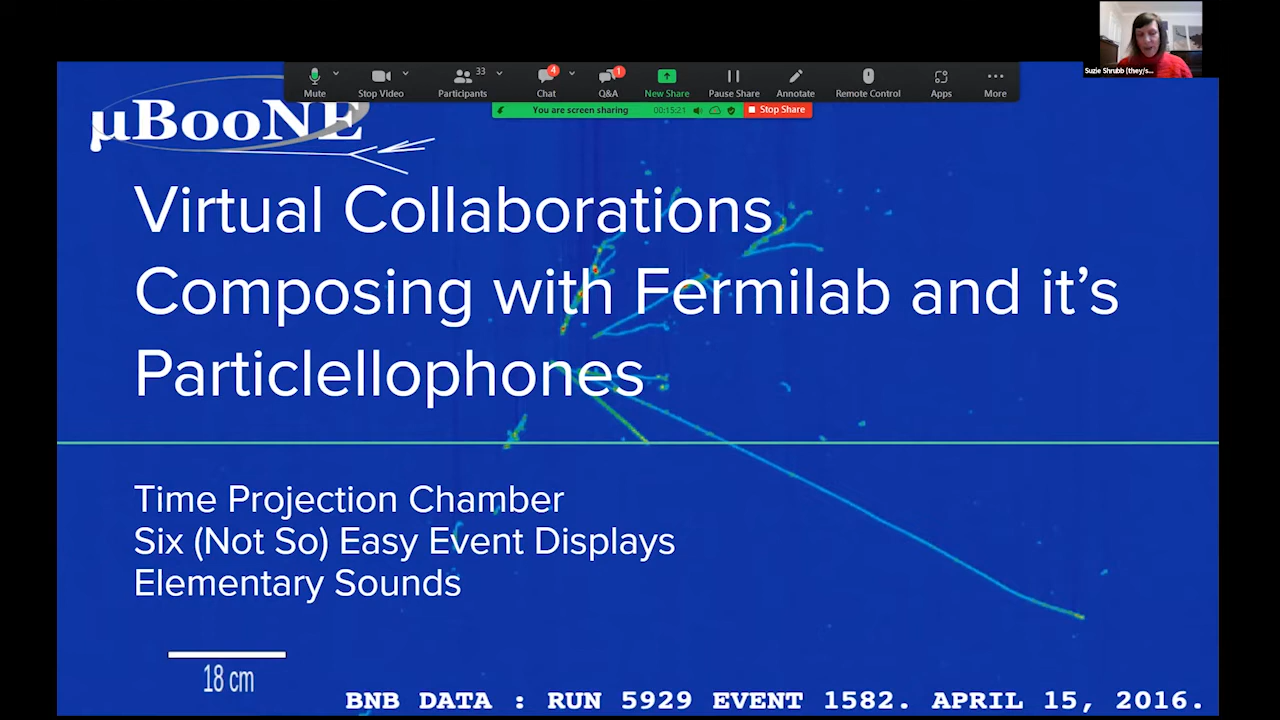 Suzie Shrubb (they/s...
33
4
1
Mute
Stop Video
Participants
Chat
Q&A
New Share
Pause Share
Annotate
Remote Control
Apps
More
You are screen sharing
00:15:21
Stop Share
µBooNE
Virtual Collaborations
Composing with Fermilab and it’s
Particlellophones
Time Projection Chamber
Six (Not So) Easy Event Displays
Elementary Sounds
18 cm
BNB DATA : RUN 5929 EVENT 1582. APRIL 15, 2016.